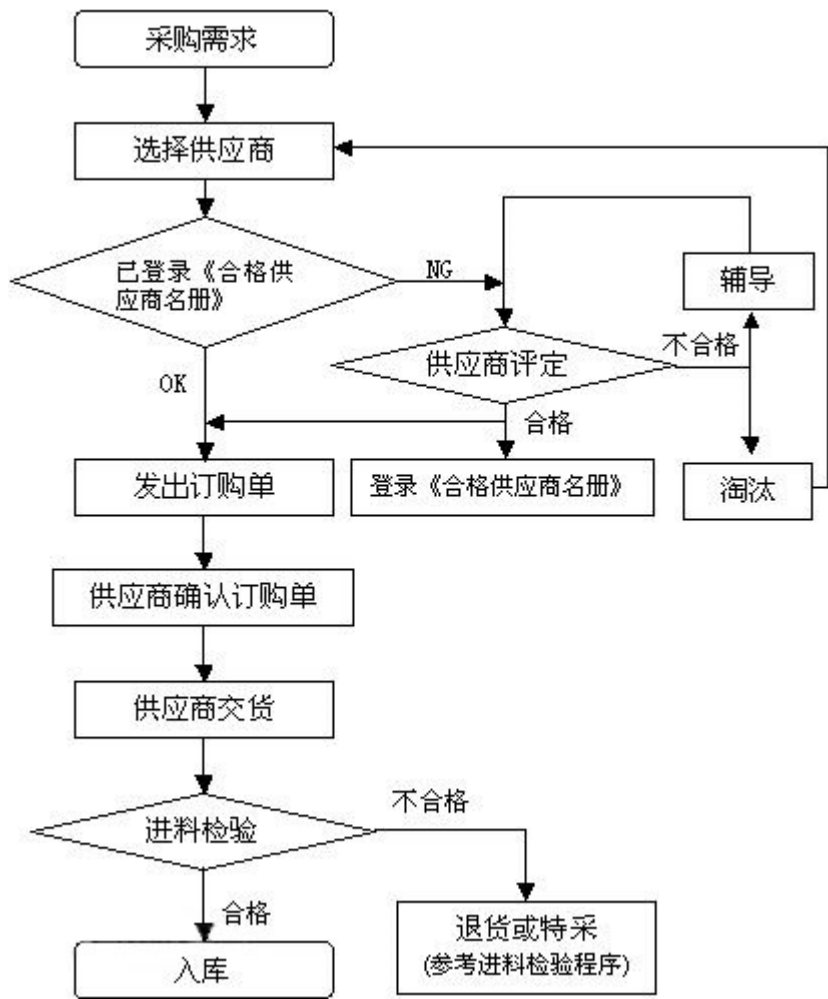 采购需求
选择供应商
已登录《合格供
应商名册》
NG
辅导
供应商评定
不合格
OK
合格
发出订购单
登录《合格供应商名册》
淘汰
供应商确认订购单
供应商交货
进料检验
不合格
合格
退货或特采
(参考进料检验程序)
入库